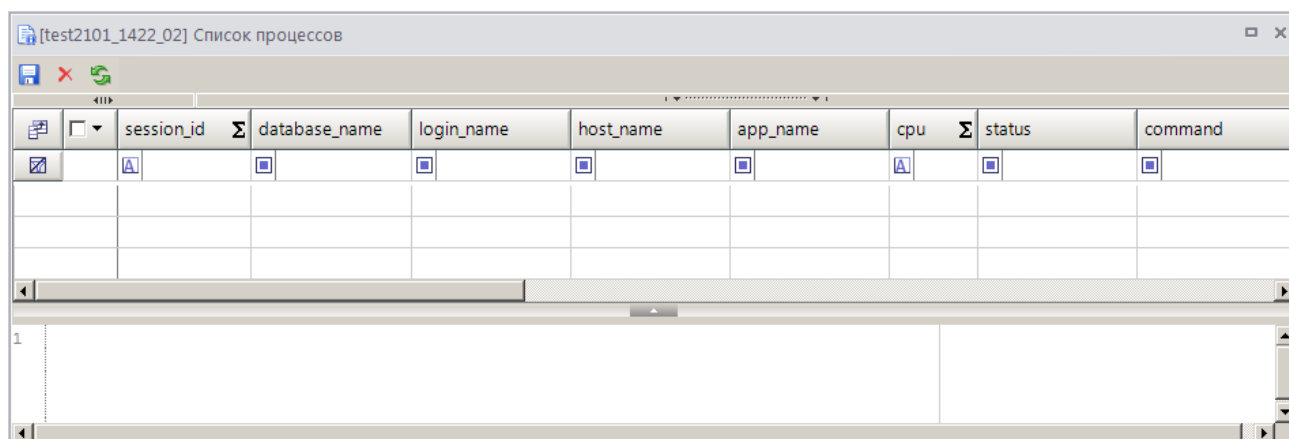 [test2101_1422_02] Список процессов
session_id Σ database_name login_name host_name app_name cpu Σ status command
A A
1